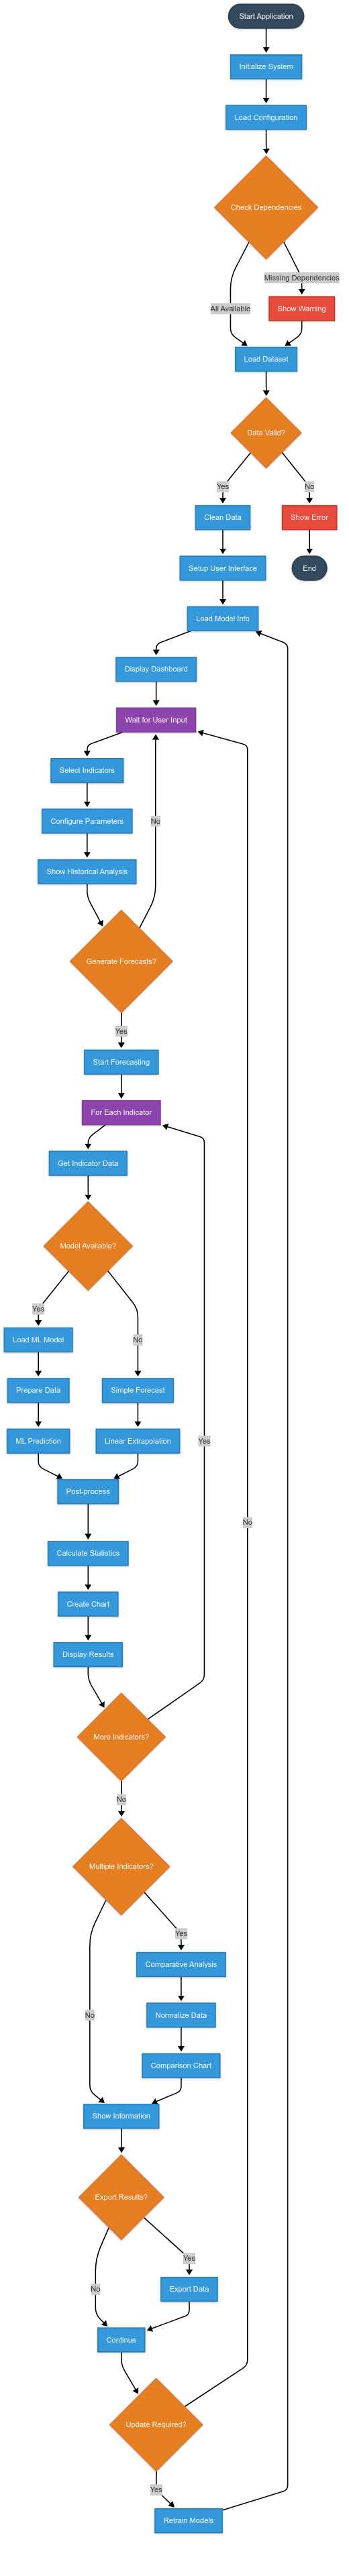 Start Application
Initialize System
Load Configuration
Check Dependencies
Missing Dependencies
All Available
Show Warning
Load Dataset
Data Valid?
Yes
No
Clean Data
Show Error
Setup User Interface
End
Load Model Info
Display Dashboard
Wait for User Input
Select Indicators
Configure Parameters
No
Show Historical Analysis
Generate Forecasts?
Yes
Start Forecasting
For Each Indicator
Get Indicator Data
Model Available?
Yes
No
Load ML Model
Prepare Data
Simple Forecast
ML Prediction
Linear Extrapolation
Yes
Post-process
No
Calculate Statistics
Create Chart
Display Results
More Indicators?
No
Multiple Indicators?
Yes
Comparative Analysis
No
Normalize Data
Comparison Chart
Show Information
Export Results?
Yes
No
Export Data
Continue
Update Required?
Yes
Retrain Models